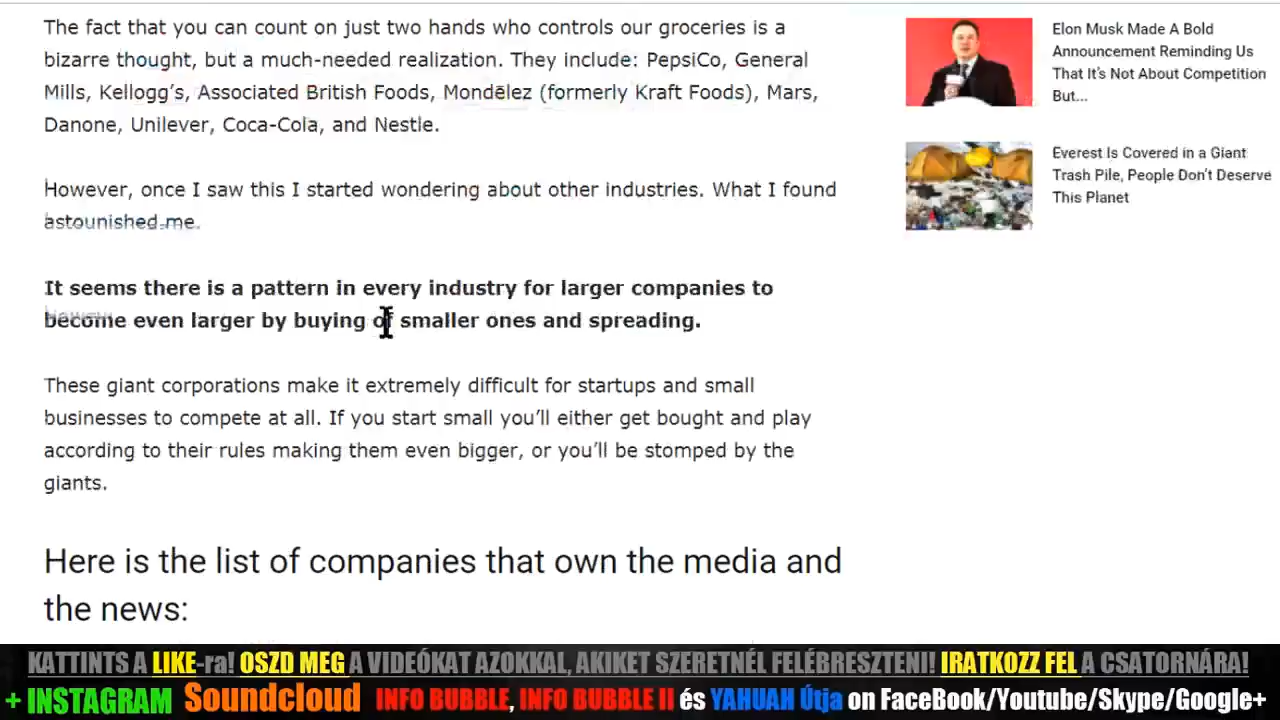 The fact that you can count on just two hands who controls our groceries is a
bizarre thought, but a much-needed realization. They include: PepsiCo, General
Mills, Kellogg's, Associated British Foods, Mondēlez (formerly Kraft Foods), Mars,
Danone, Unilever, Coca-Cola, and Nestle.
However, once I saw this I started wondering about other industries. What I found
astounished me.
It seems there is a pattern in every industry for larger companies to
become even larger by buying of smaller ones and spreading.
These giant corporations make it extremely difficult for startups and small
businesses to compete at all. If you start small you'll either get bought and play
according to their rules making them even bigger, or you'll be stomped by the
giants.
Here is the list of companies that own the media and
the news:
Elon Musk Made A Bold
Announcement Reminding Us
That It's Not About Competition
But...
Everest Is Covered in a Giant
Trash Pile, People Don't Deserve
This Planet
KATTINTS A LIKE-ra! OSZD MEG A VIDEÓKAT AZOKKAL, AKIKET SZERETNÉL FELÉBRESZTENI! IRATKOZZ FEL A CSATORNÁRA!
+ INSTAGRAM Soundcloud INFO BUBBLE, INFO BUBBLE II és YAHUAH Útja on FaceBook/Youtube/Skype/Google+